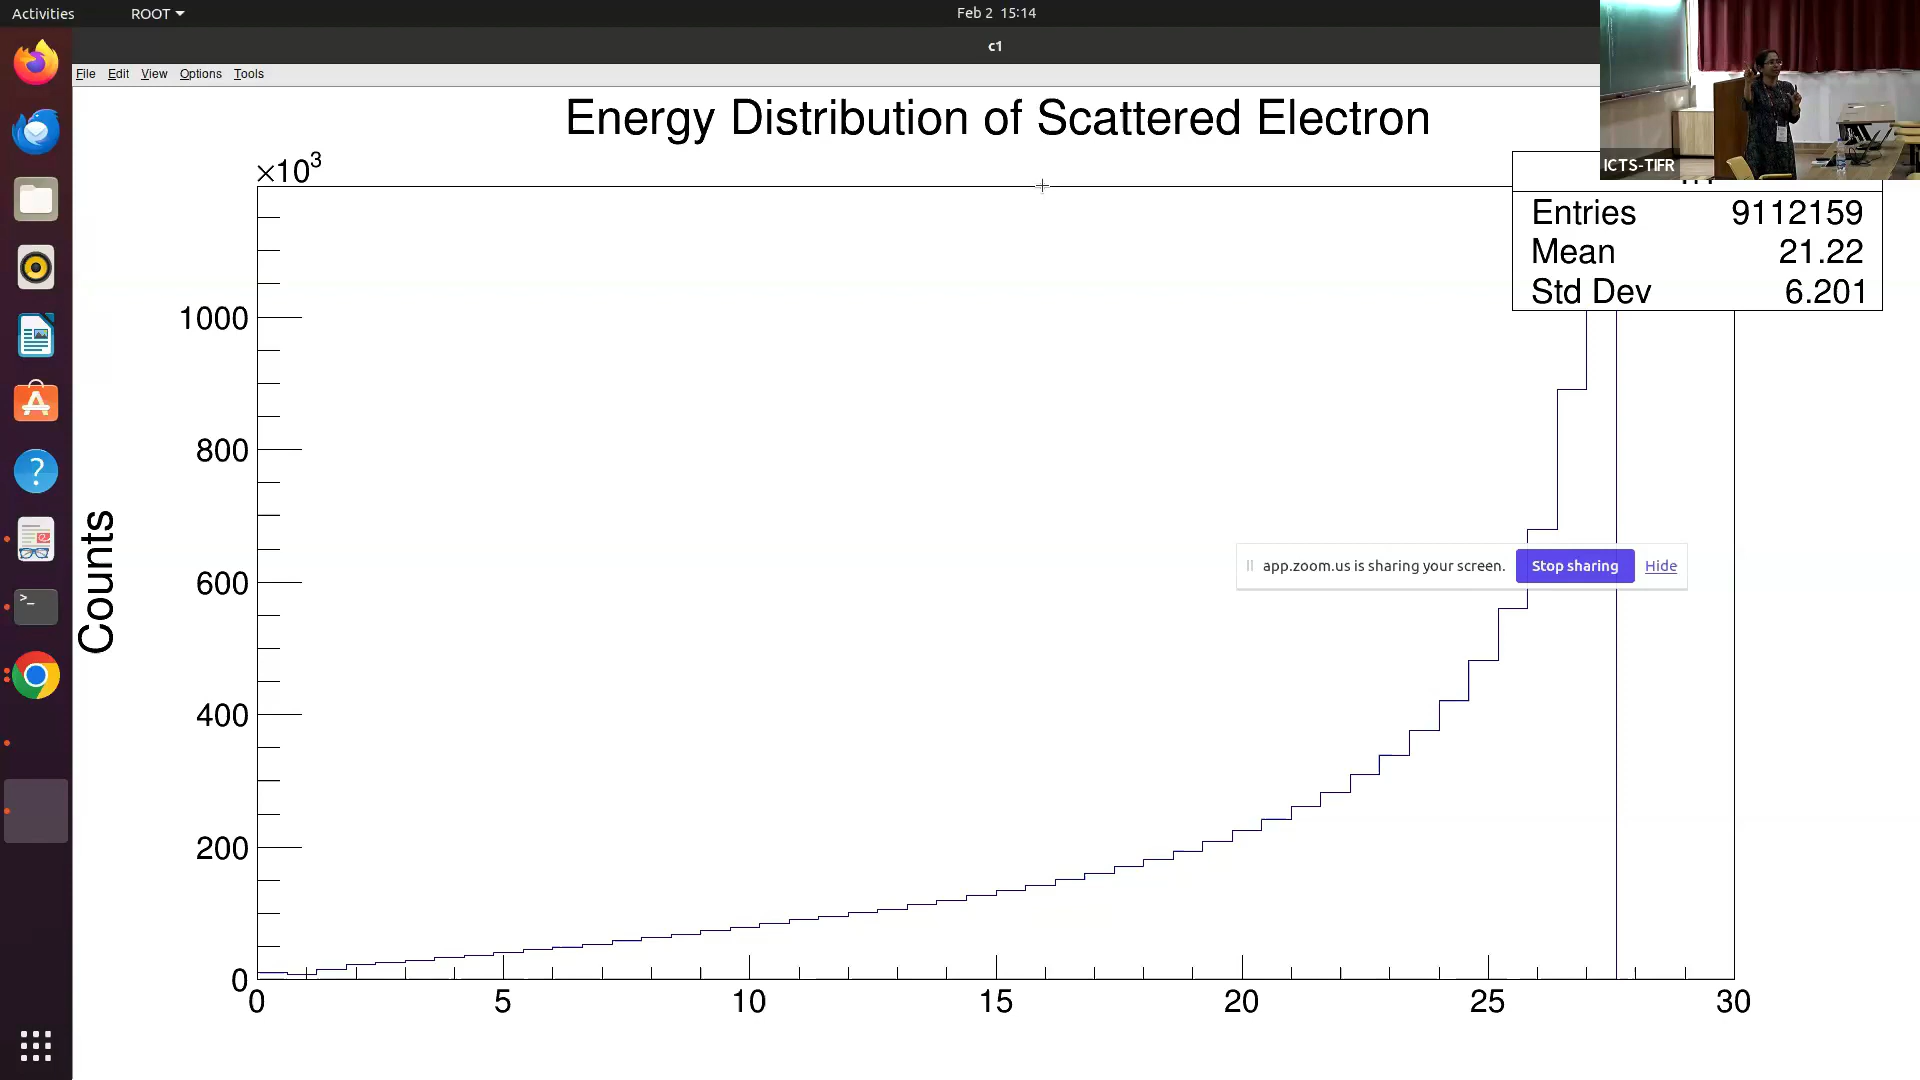 Activities
ROOT
Feb 2 15:14
c1
File Edit View Options Tools
Energy Distribution of Scattered Electron
ICTS-TIFR
×10³
Entries 9112159
Mean 21.22
Std Dev 6.201
1000
800
600
400
200
0
Counts
app.zoom.us is sharing your screen. Stop sharing Hide
0 5 10 15 20 25 30